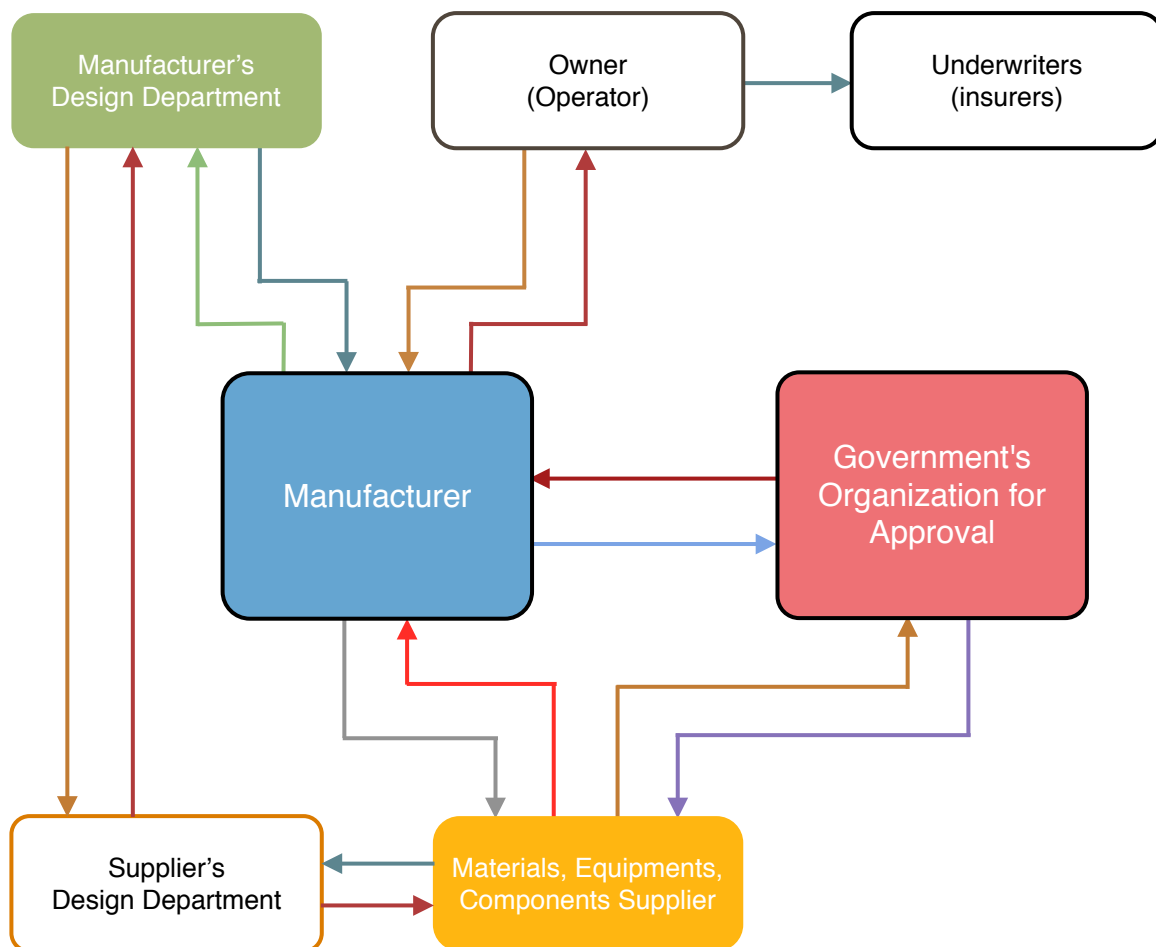 Manufacturer’s
Design Department
Owner
(Operator)
Underwriters
(insurers)
Manufacturer
Government's
Organization for
Approval
Supplier’s
Design Department
Materials, Equipments,
Components Supplier